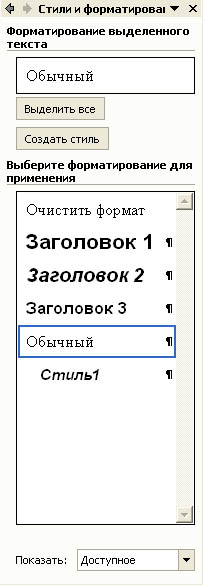 Стили и форматирован
Форматирование выделенного
текста
Обычный
Выделить все
Создать стиль
Выберите форматирование для
применения
Очистить формат
Заголовок 1 ¶
Заголовок 2 ¶
Заголовок 3 ¶
Обычный ¶
Стиль1 ¶
Показать: Доступное